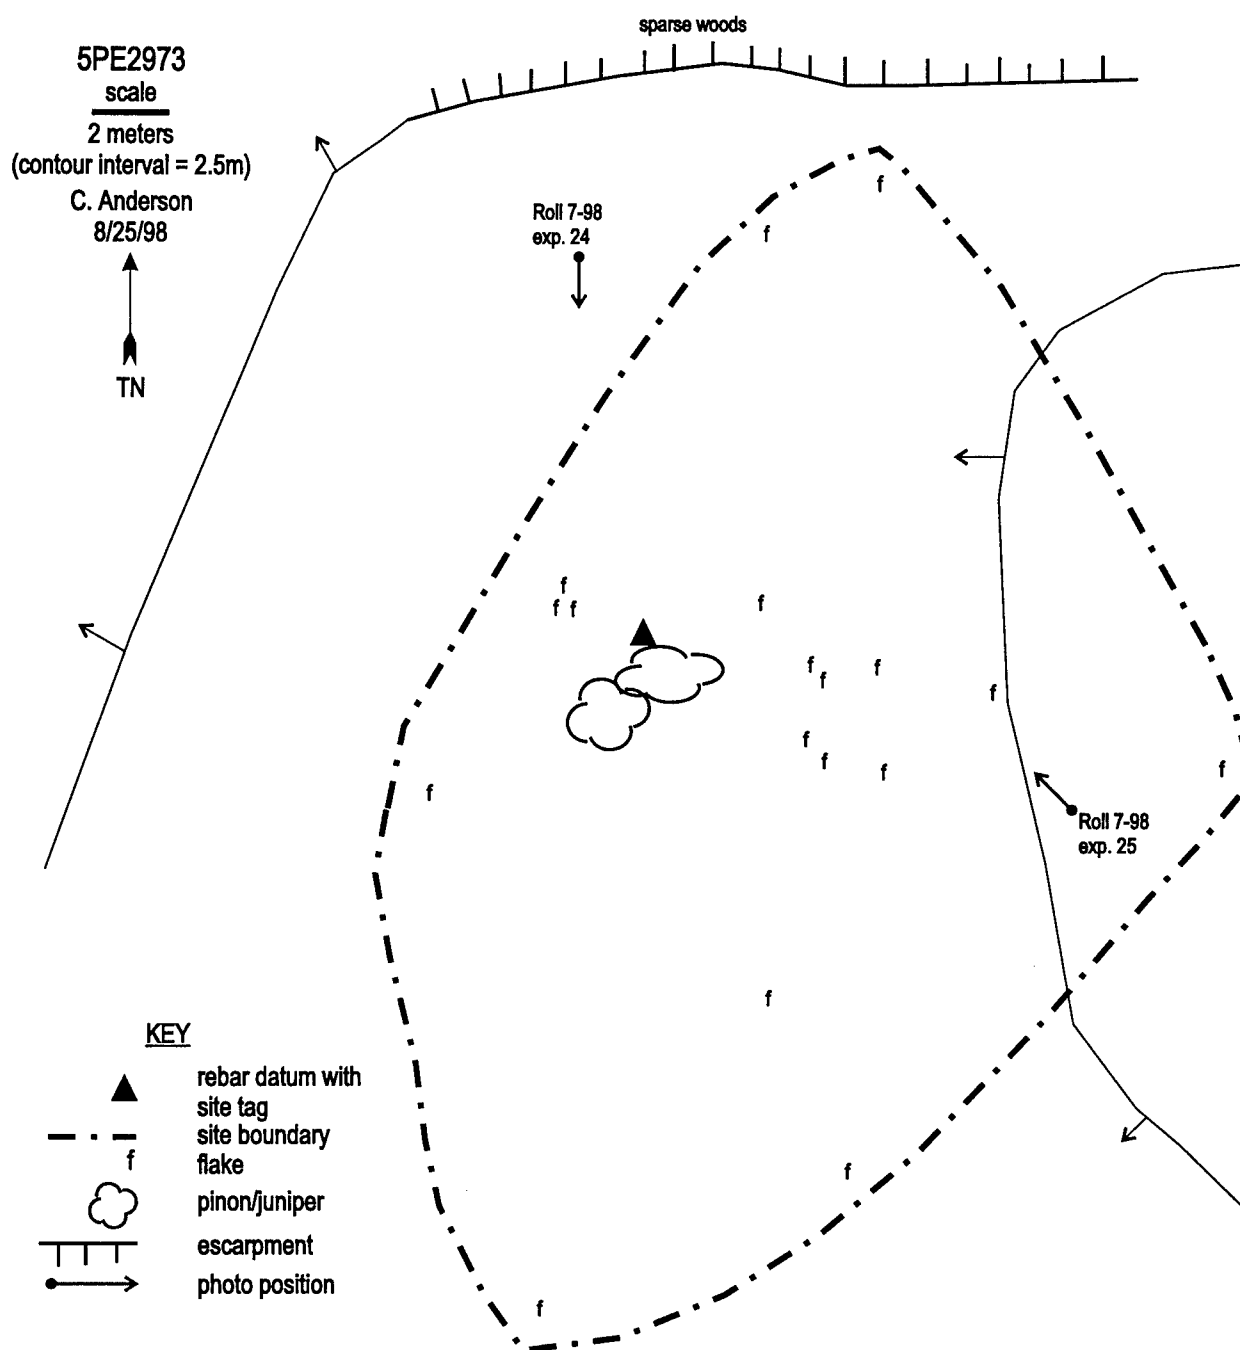 sparse woods
5PE2973
scale
2 meters
(contour interval = 2.5m)
C. Anderson
8/25/98
TN
Roll 7-98
exp. 24
f
f
f
f f
f
f
f
f
f
f
f
f
f
f
Roll 7-98
exp. 25
f
f
f
KEY
rebar datum with
site tag
site boundary
f flake
pinon/juniper
escarpment
photo position